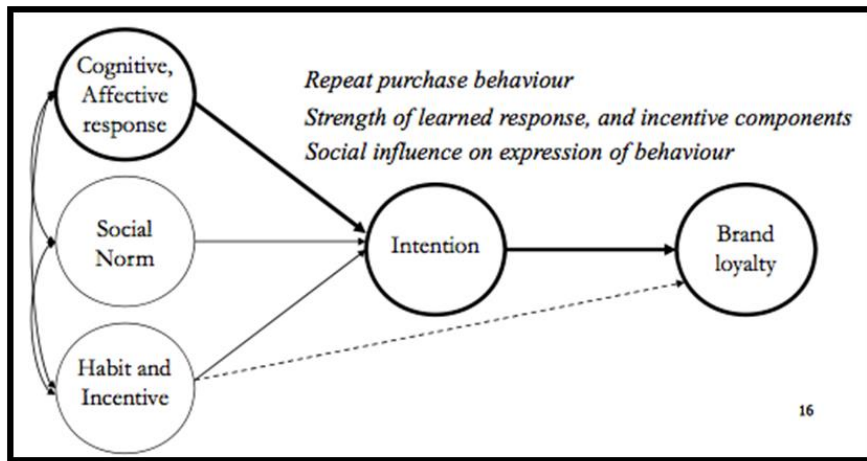 Cognitive,
Affective
response
Repeat purchase behaviour
Strength of learned response, and incentive components
Social influence on expression of behaviour
Social
Norm
Intention
Brand
loyalty
Habit and
Incentive
16